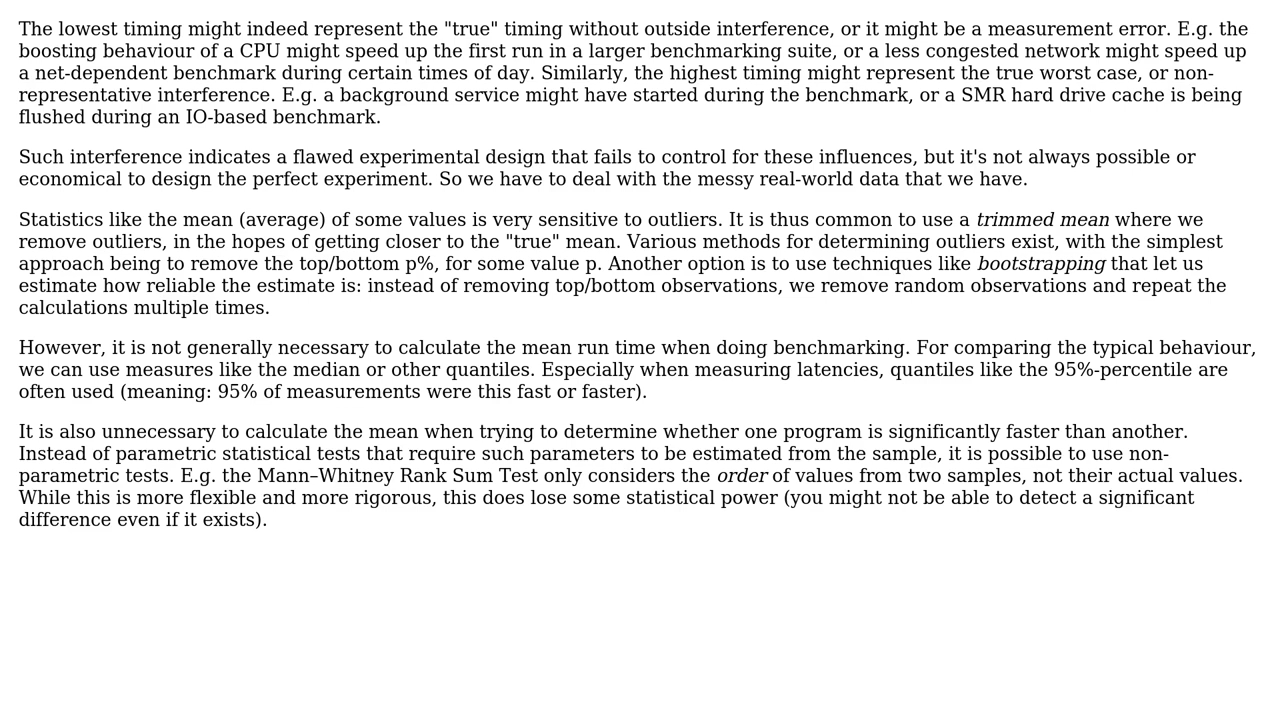 The lowest timing might indeed represent the "true" timing without outside interference, or it might be a measurement error. E.g. the
boosting behaviour of a CPU might speed up the first run in a larger benchmarking suite, or a less congested network might speed up
a net-dependent benchmark during certain times of day. Similarly, the highest timing might represent the true worst case, or non-
representative interference. E.g. a background service might have started during the benchmark, or a SMR hard drive cache is being
flushed during an IO-based benchmark.
Such interference indicates a flawed experimental design that fails to control for these influences, but it's not always possible or
economical to design the perfect experiment. So we have to deal with the messy real-world data that we have.
Statistics like the mean (average) of some values is very sensitive to outliers. It is thus common to use a trimmed mean where we
remove outliers, in the hopes of getting closer to the "true" mean. Various methods for determining outliers exist, with the simplest
approach being to remove the top/bottom p%, for some value p. Another option is to use techniques like bootstrapping that let us
estimate how reliable the estimate is: instead of removing top/bottom observations, we remove random observations and repeat the
calculations multiple times.
However, it is not generally necessary to calculate the mean run time when doing benchmarking. For comparing the typical behaviour,
we can use measures like the median or other quantiles. Especially when measuring latencies, quantiles like the 95%-percentile are
often used (meaning: 95% of measurements were this fast or faster).
It is also unnecessary to calculate the mean when trying to determine whether one program is significantly faster than another.
Instead of parametric statistical tests that require such parameters to be estimated from the sample, it is possible to use non-
parametric tests. E.g. the Mann–Whitney Rank Sum Test only considers the order of values from two samples, not their actual values.
While this is more flexible and more rigorous, this does lose some statistical power (you might not be able to detect a significant
difference even if it exists).